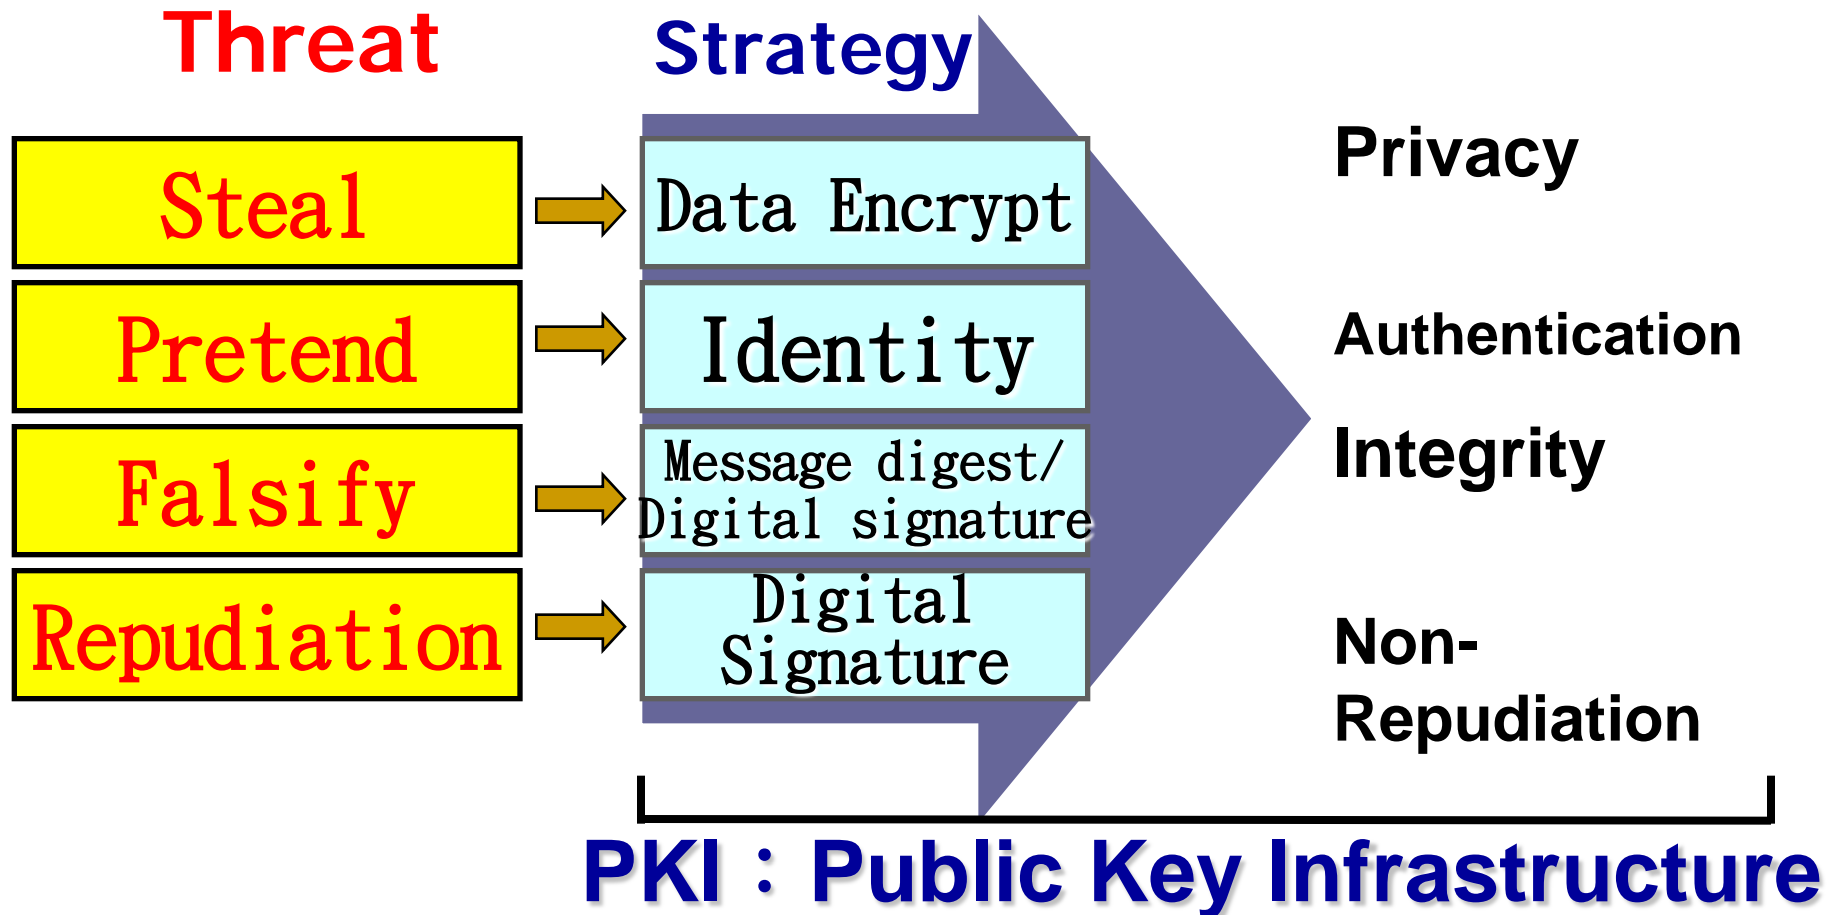 Threat
Strategy
Steal
Data Encrypt
Privacy
Pretend
Identity
Authentication
Falsify
Message digest/
Digital signature
Integrity
Repudiation
Digital
Signature
Non-
Repudiation
PKI：Public Key Infrastructure